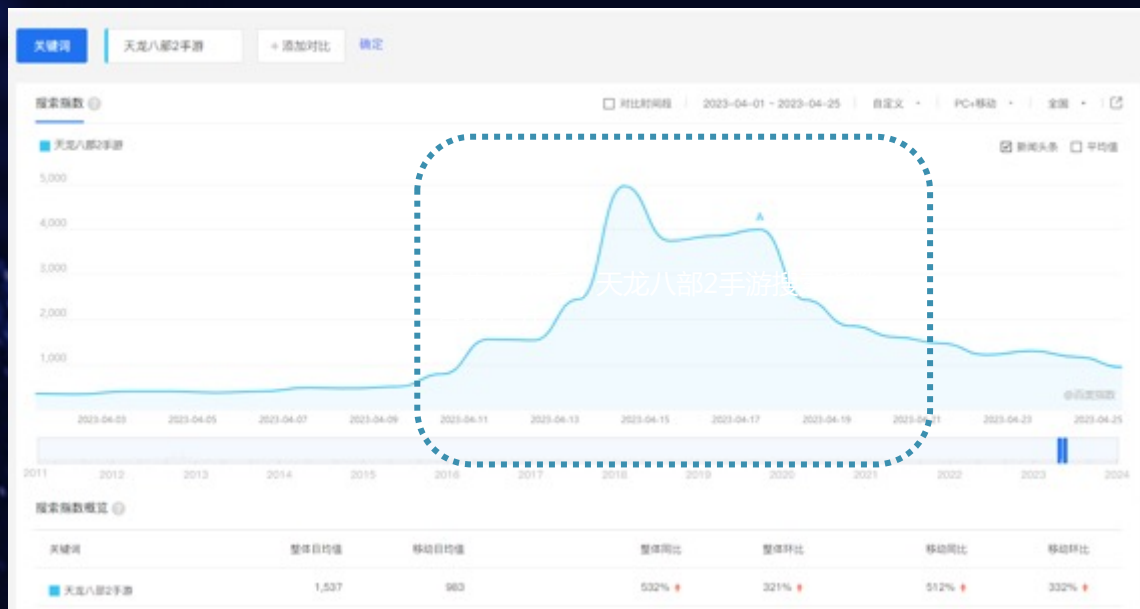 关键词 天龙八部2手游 + 添加对比 确定
搜索指数 对比时间段 2023-04-01 ~ 2023-04-25 自定义 PC+移动 全国
天龙八部2手游 新闻头条 平均值
5,000
4,000
A
3,000
天龙八部2手游搜
2,000
1,000
@百度指数
2023-04-03 2023-04-05 2023-04-07 2023-04-09 2023-04-11 2023-04-13 2023-04-15 2023-04-17 2023-04-19 2023-04-21 2023-04-23 2023-04-25
2011 2012 2013 2014 2015 2016 2017 2018 2019 2020 2021 2022 2023 2024
搜索指数概览
关键词 整体日均值 移动日均值 整体同比 整体环比 移动同比 移动环比
天龙八部2手游 1,537 983 532% 321% 512% 332%